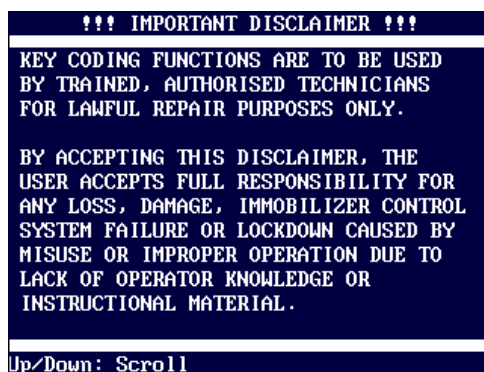 !!! IMPORTANT DISCLAIMER !!!
KEY CODING FUNCTIONS ARE TO BE USED
BY TRAINED, AUTHORISED TECHNICIANS
FOR LAWFUL REPAIR PURPOSES ONLY.
BY ACCEPTING THIS DISCLAIMER, THE
USER ACCEPTS FULL RESPONSIBILITY FOR
ANY LOSS, DAMAGE, IMMOBILIZER CONTROL
SYSTEM FAILURE OR LOCKDOWN CAUSED BY
MISUSE OR IMPROPER OPERATION DUE TO
LACK OF OPERATOR KNOWLEDGE OR
INSTRUCTIONAL MATERIAL.
Up/Down: Scroll